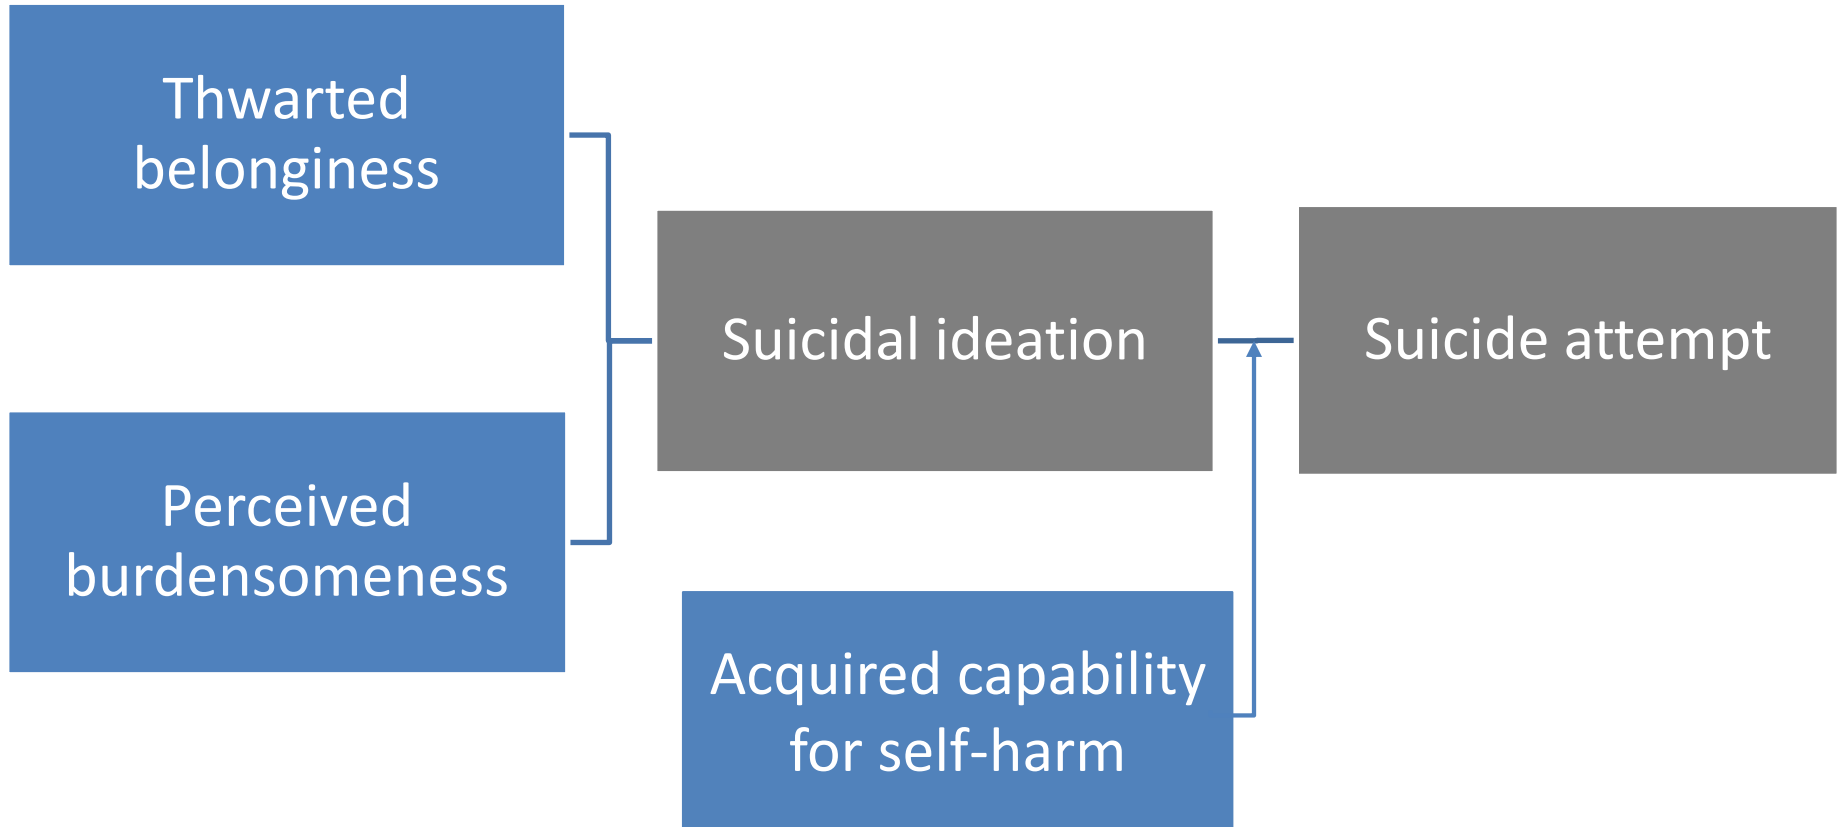 Thwarted
belonginess
Suicidal ideation
Suicide attempt
Perceived
burdensomeness
Acquired capability
for self-harm